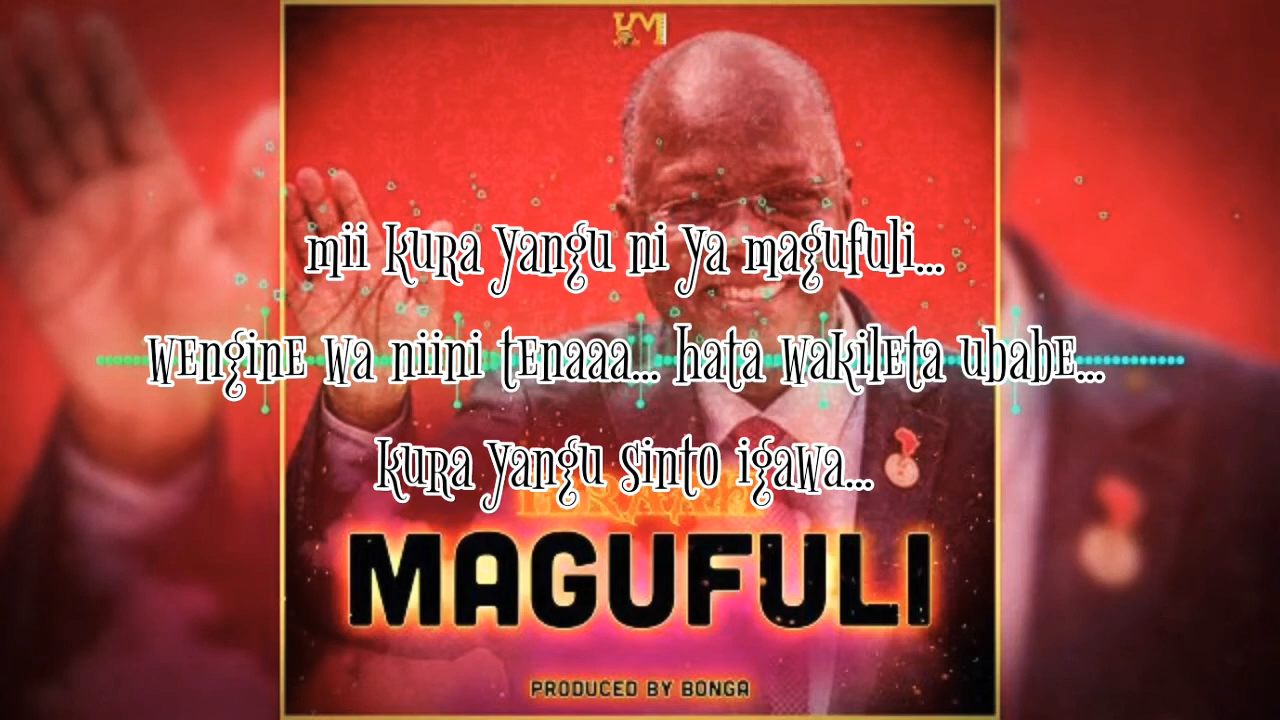 KM
mii kura yangu ni ya magufuli...
wengine wa niini tenaaa... hata wakileta ubabe...
kura yangu sinto igawa...
MAGUFULI
PRODUCED BY BONGA